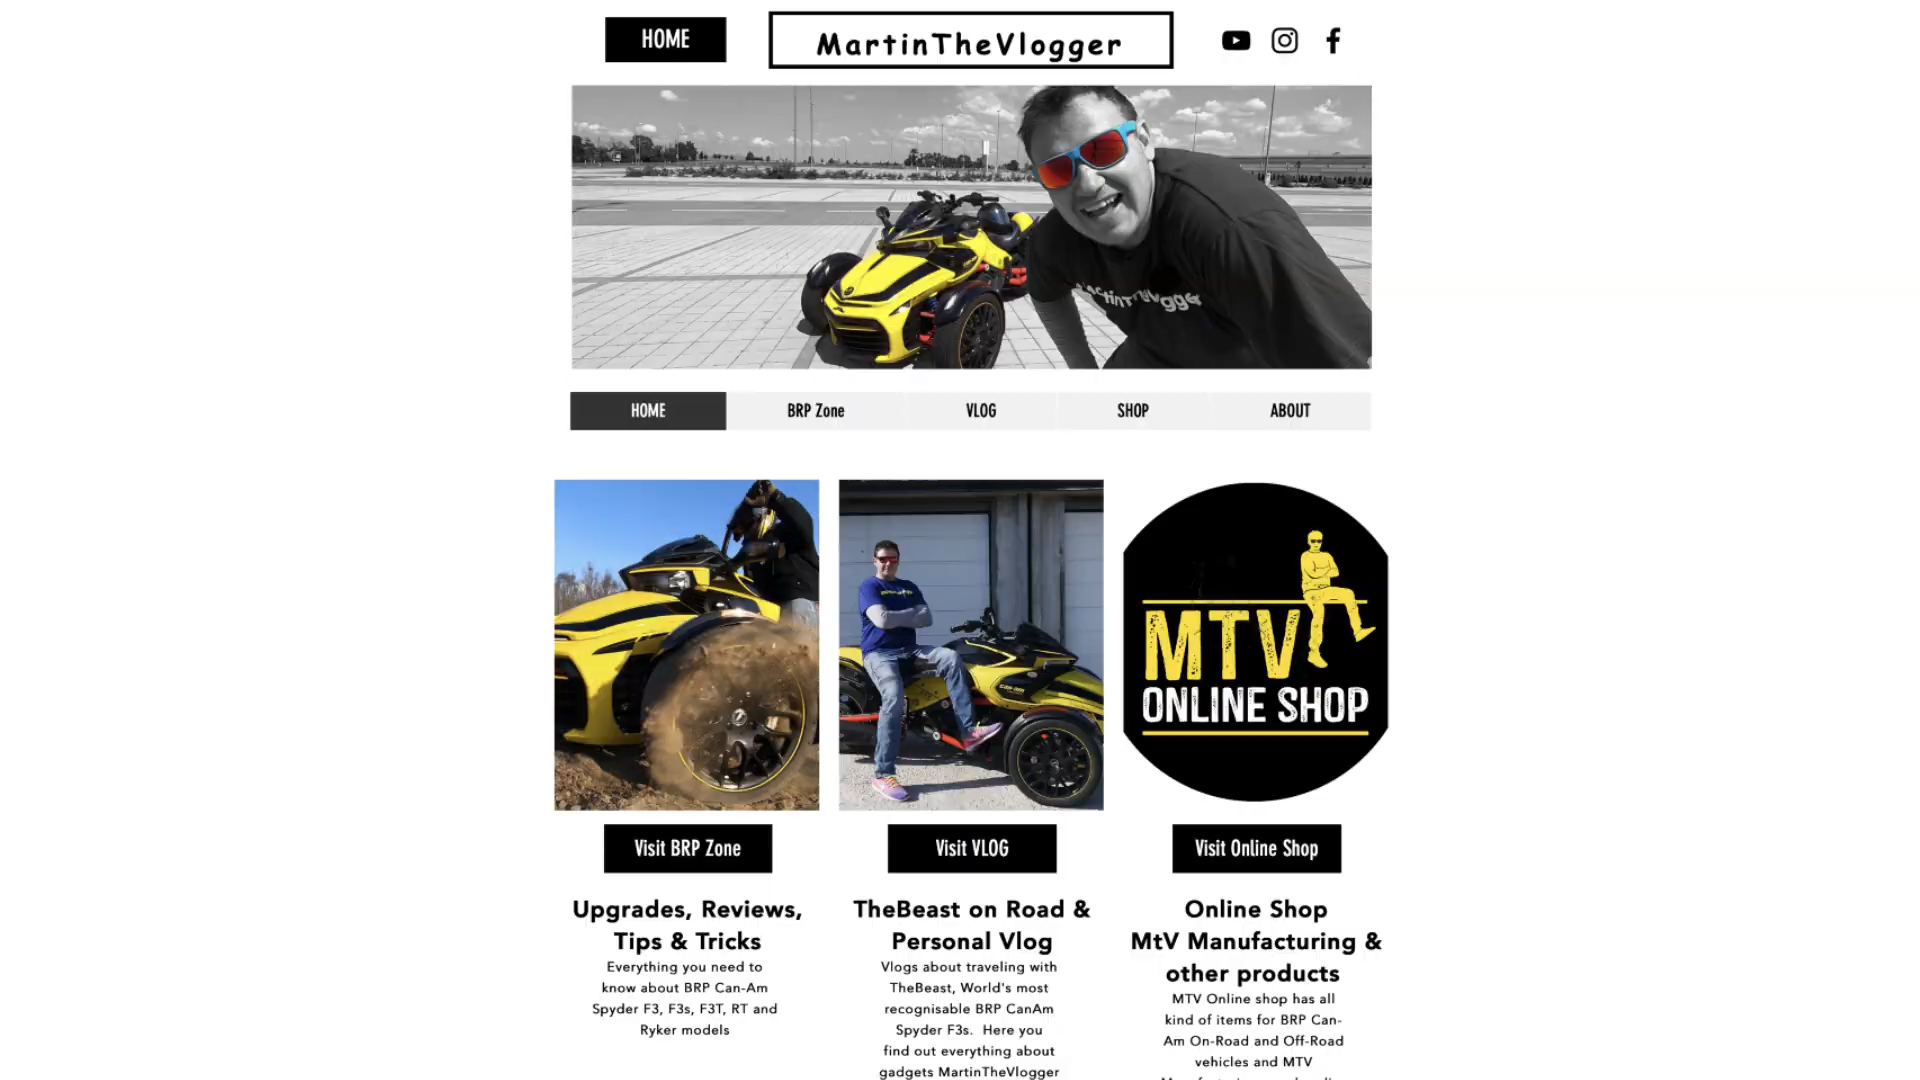 HOME
MartinTheVlogger
HOME
BRP Zone
VLOG
SHOP
ABOUT
MTV
ONLINE SHOP
Visit BRP Zone
Visit VLOG
Visit Online Shop
Upgrades, Reviews,
Tips & Tricks
Everything you need to
know about BRP Can-Am
Spyder F3, F3s, F3T, RT and
Ryker models
TheBeast on Road &
Personal Vlog
Vlogs about traveling with
TheBeast, World's most
recognisable BRP CanAm
Spyder F3s. Here you
find out everything about
gadgets MartinTheVlogger
Online Shop
MtV Manufacturing &
other products
MTV Online shop has all
kind of items for BRP Can-
Am On-Road and Off-Road
vehicles and MTV